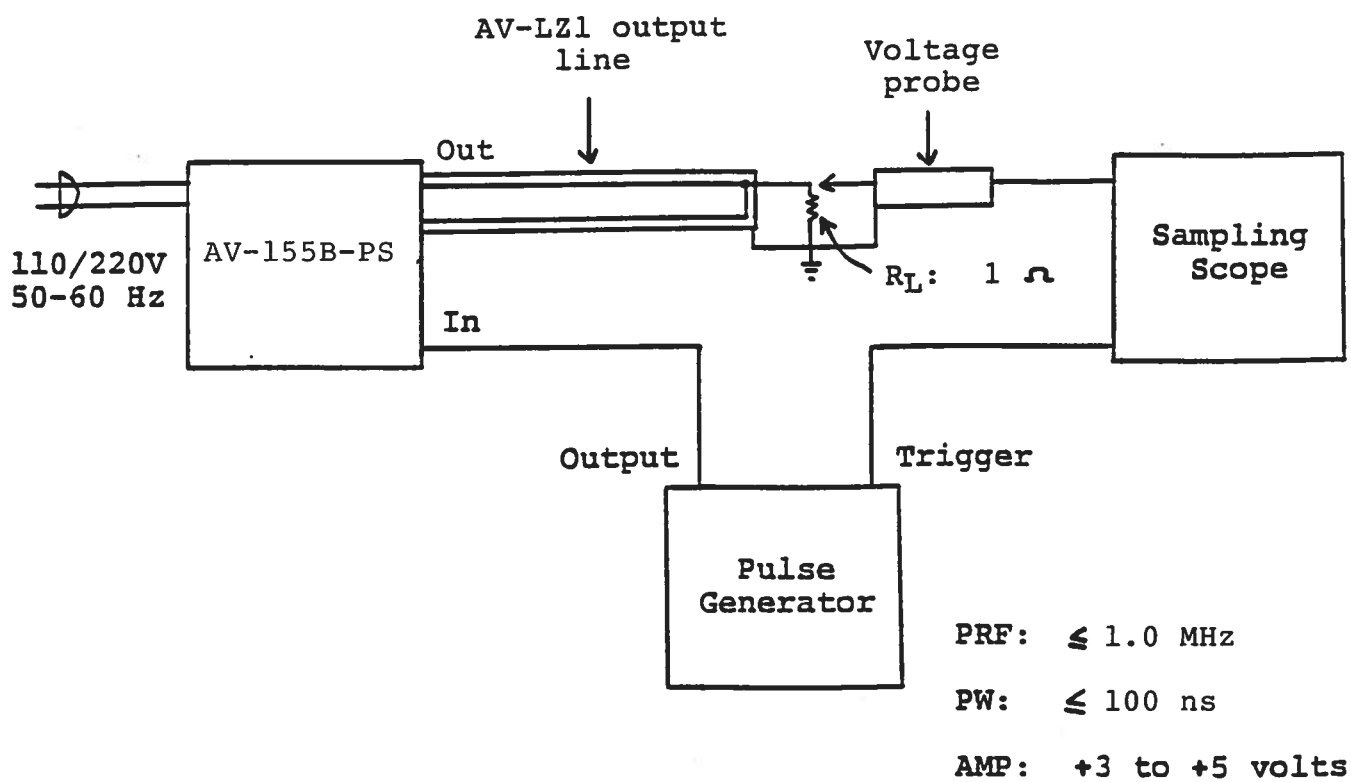 AV-LZ1 output
line
Voltage
probe
Out
110/220V
50-60 Hz
AV-155B-PS
In
R_L: 1 Ω
Sampling
Scope
Output
Trigger
Pulse
Generator
PRF: ≤ 1.0 MHz
PW: ≤ 100 ns
AMP: +3 to +5 volts